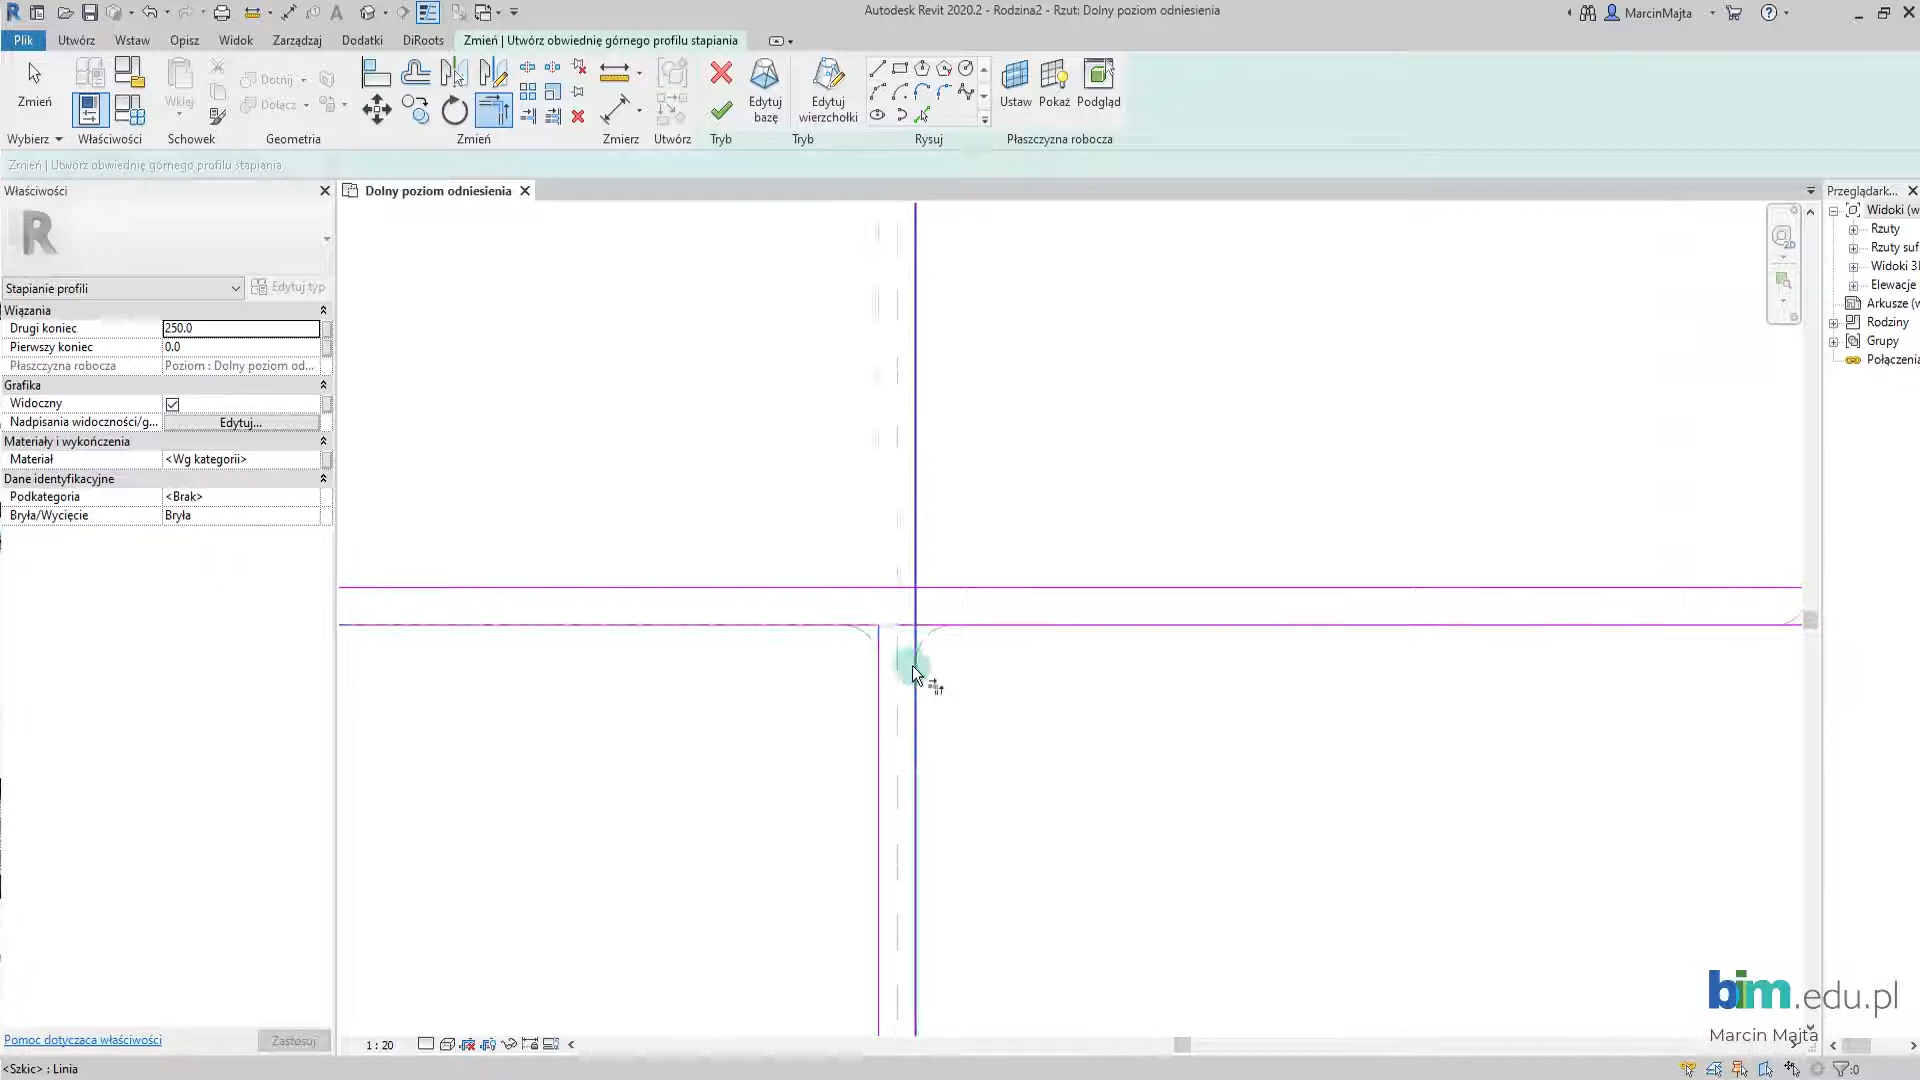 Autodesk Revit 2020.2 - Rodzina2 - Rzut: Dolny poziom odniesienia
MarcinMajta
Plik
Utwórz
Wstaw
Opisz
Widok
Zarządzaj
Dodatki
DiRoots
Zmień | Utwórz obwiednię górnego profilu stapiania
Zmień
Wklej
Dotnij
Dołącz
Edytuj bazę
Edytuj wierzchołki
Ustaw
Pokaż
Podgląd
Wybierz
Właściwości
Schowek
Geometria
Zmień
Zmierz
Utwórz
Tryb
Tryb
Rysuj
Płaszczyzna robocza
Zmień | Utwórz obwiednię górnego profilu stapiania
Właściwości
Dolny poziom odniesienia
Przeglądark...
R
Stapianie profili
Edytuj typ
Wiązania
Drugi koniec 250.0
Pierwszy koniec 0.0
Płaszczyzna robocza Poziom : Dolny poziom od...
Grafika
Widoczny
Nadpisania widoczności/g... Edytuj...
Materiały i wykończenia
Materiał <Wg kategorii>
Dane identyfikacyjne
Podkategoria <Brak>
Bryła/Wycięcie Bryła
Widoki (w
Rzuty
Rzuty suf
Widoki 3
Elewacje
Arkusze (w
Rodziny
Grupy
Połączenia
2D
bim.edu.pl
Marcin Majta
Pomoc dotycząca właściwości
Zastosuj
1 : 20
<Szkic> : Linia
:0